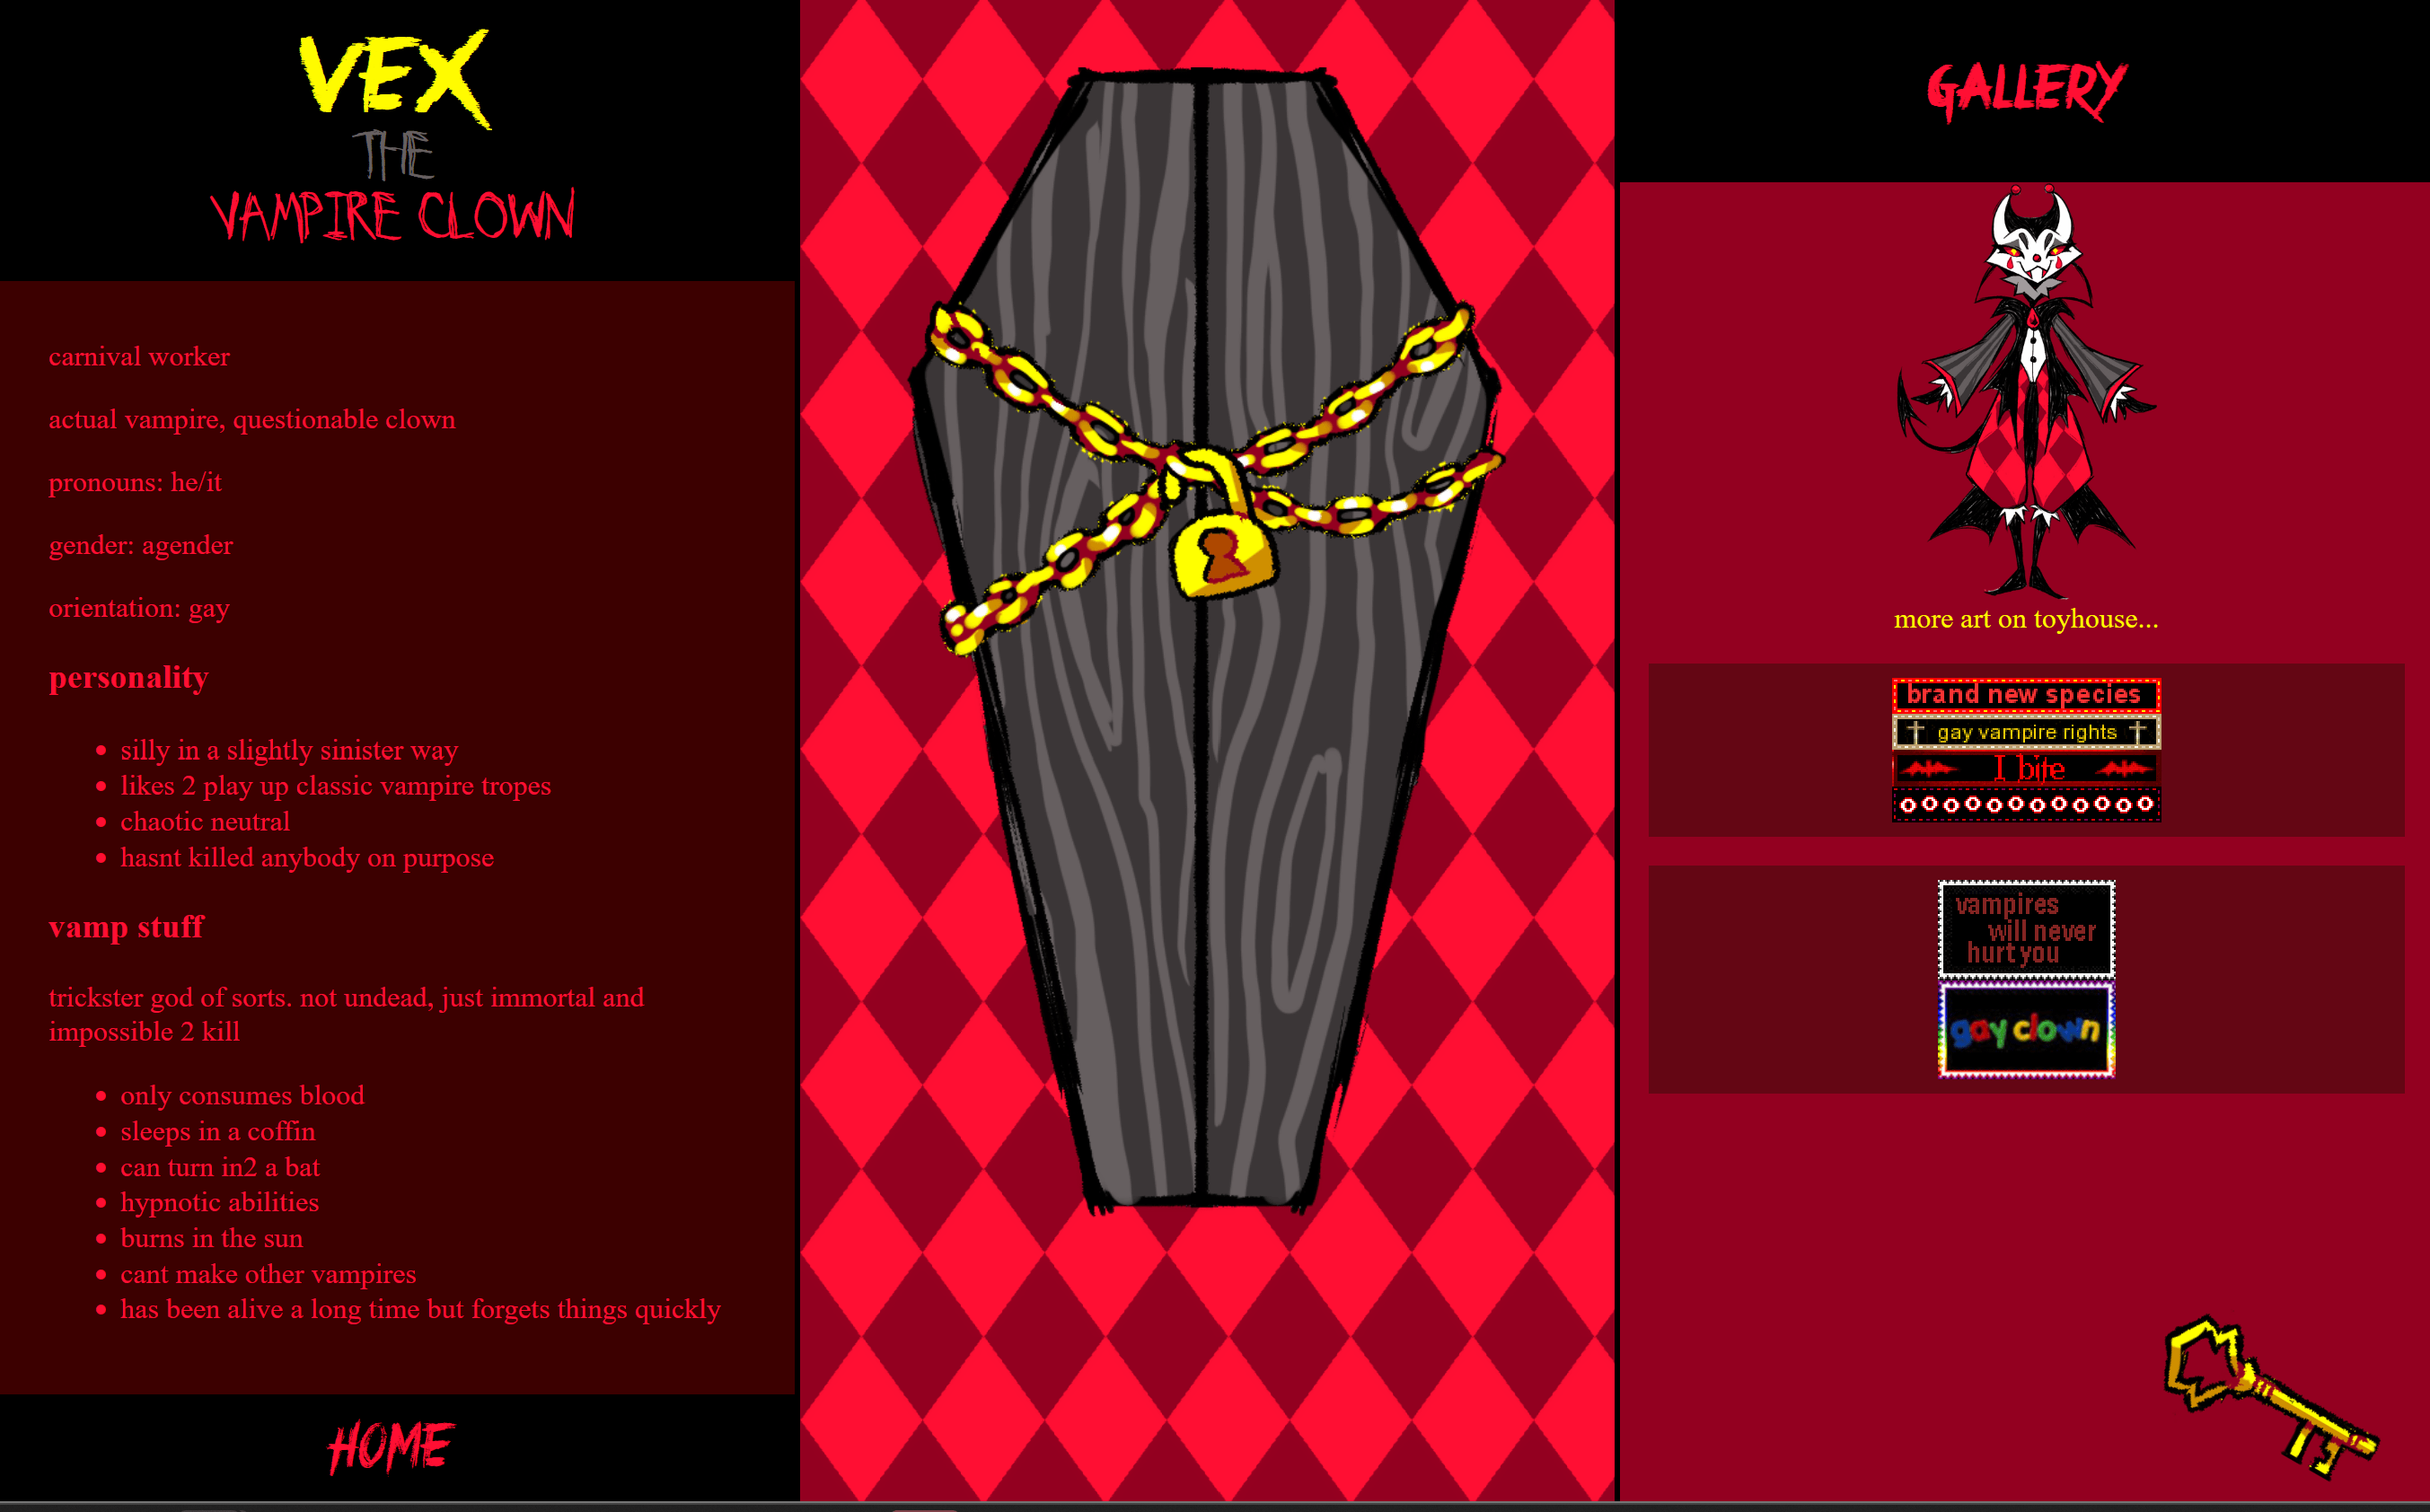 VEX
THE
VAMPIRE CLOWN
carnival worker
actual vampire, questionable clown
pronouns: he/it
gender: agender
orientation: gay
personality
silly in a slightly sinister way
likes 2 play up classic vampire tropes
chaotic neutral
hasnt killed anybody on purpose
vamp stuff
trickster god of sorts. not undead, just immortal and
impossible 2 kill
only consumes blood
sleeps in a coffin
can turn in2 a bat
hypnotic abilities
burns in the sun
cant make other vampires
has been alive a long time but forgets things quickly
HOME
GALLERY
more art on toyhouse...
brand new species
gay vampire rights
I bite
vampires
will never
hurt you
gay clown